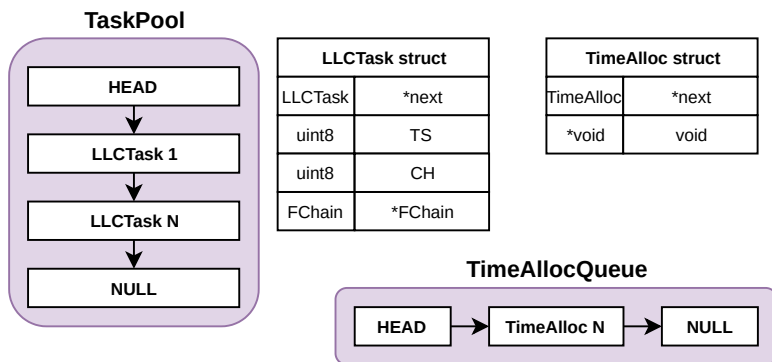 TaskPool
HEAD
LLCTask 1
LLCTask N
NULL
LLCTask struct
LLCTask *next
uint8 TS
uint8 CH
FChain *FChain
TimeAlloc struct
TimeAlloc *next
*void void
TimeAllocQueue
HEAD TimeAlloc N NULL